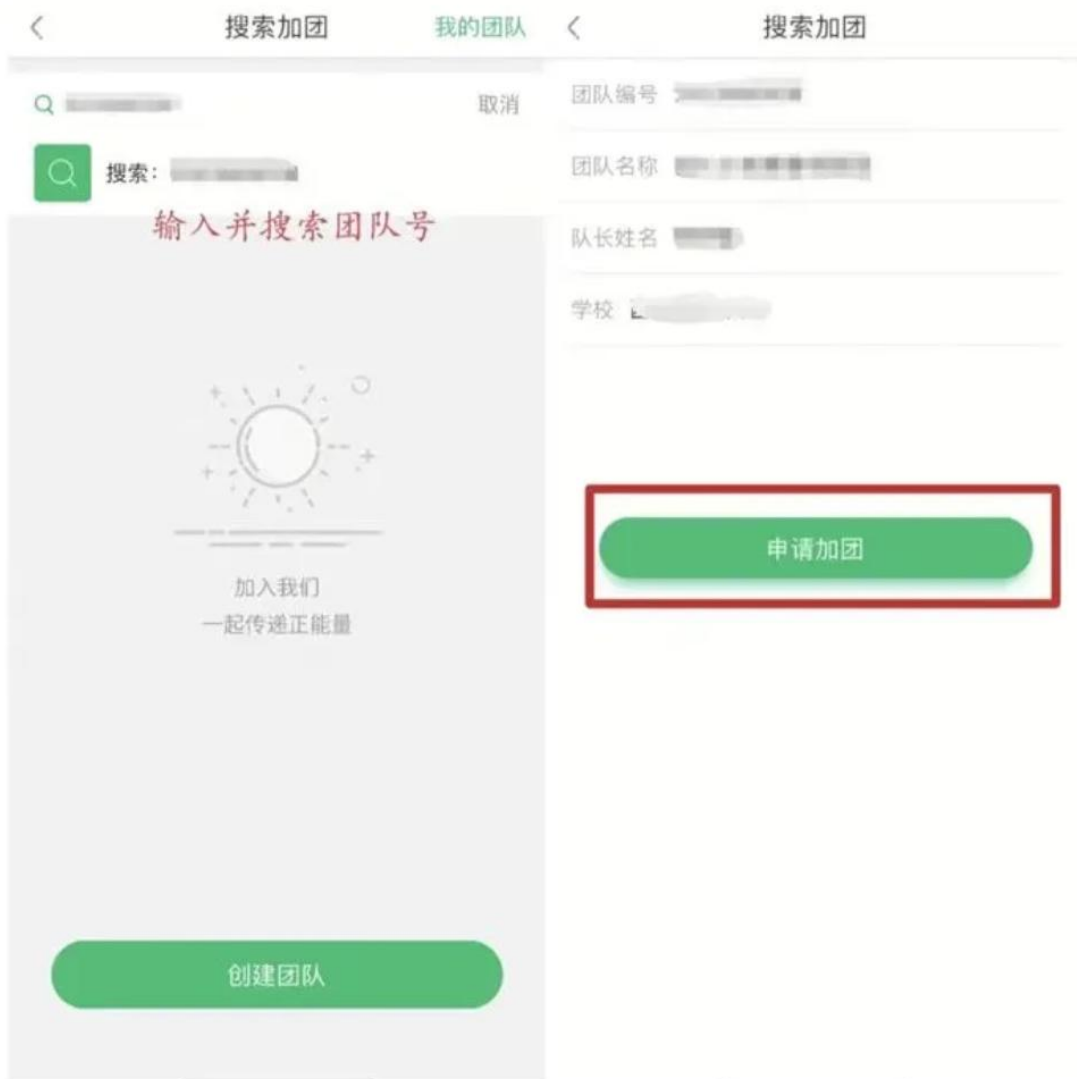 搜索加团
我的团队
取消
搜索：
输入并搜索团队号
加入我们
一起传递正能量
创建团队
搜索加团
团队编号
团队名称
队长姓名
学校
申请加团